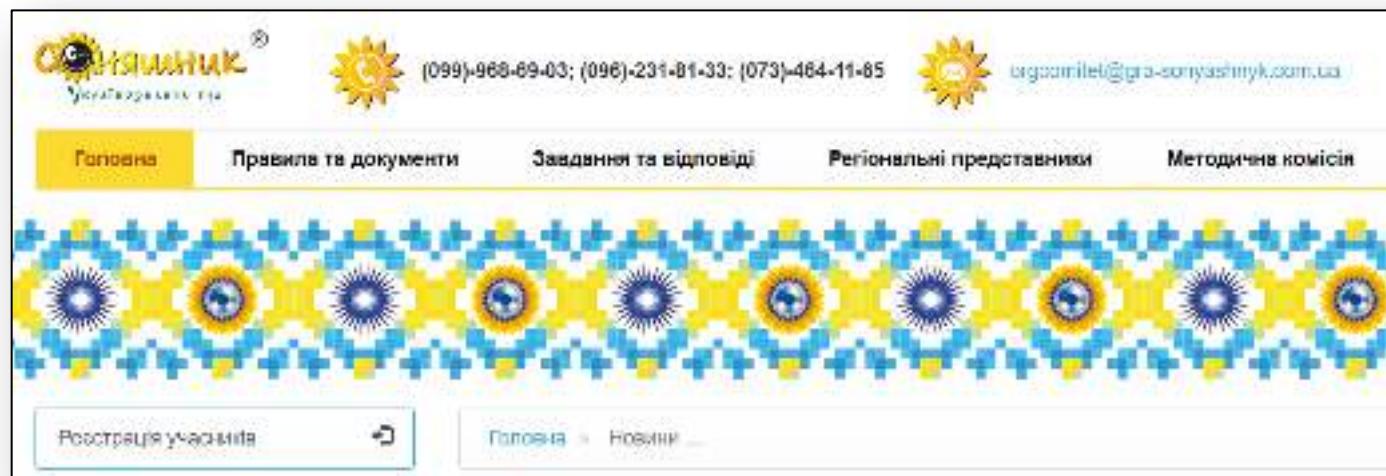 Соняшник ®
Українознавча гра
(099)-968-69-03; (096)-231-81-33; (073)-464-11-65
orgcomitet@gra-sonyashnyk.com.ua
Головна Правила та документи Завдання та відповіді Регіональні представники Методична комісія
Реєстрація учасників
Головна » Новини ...